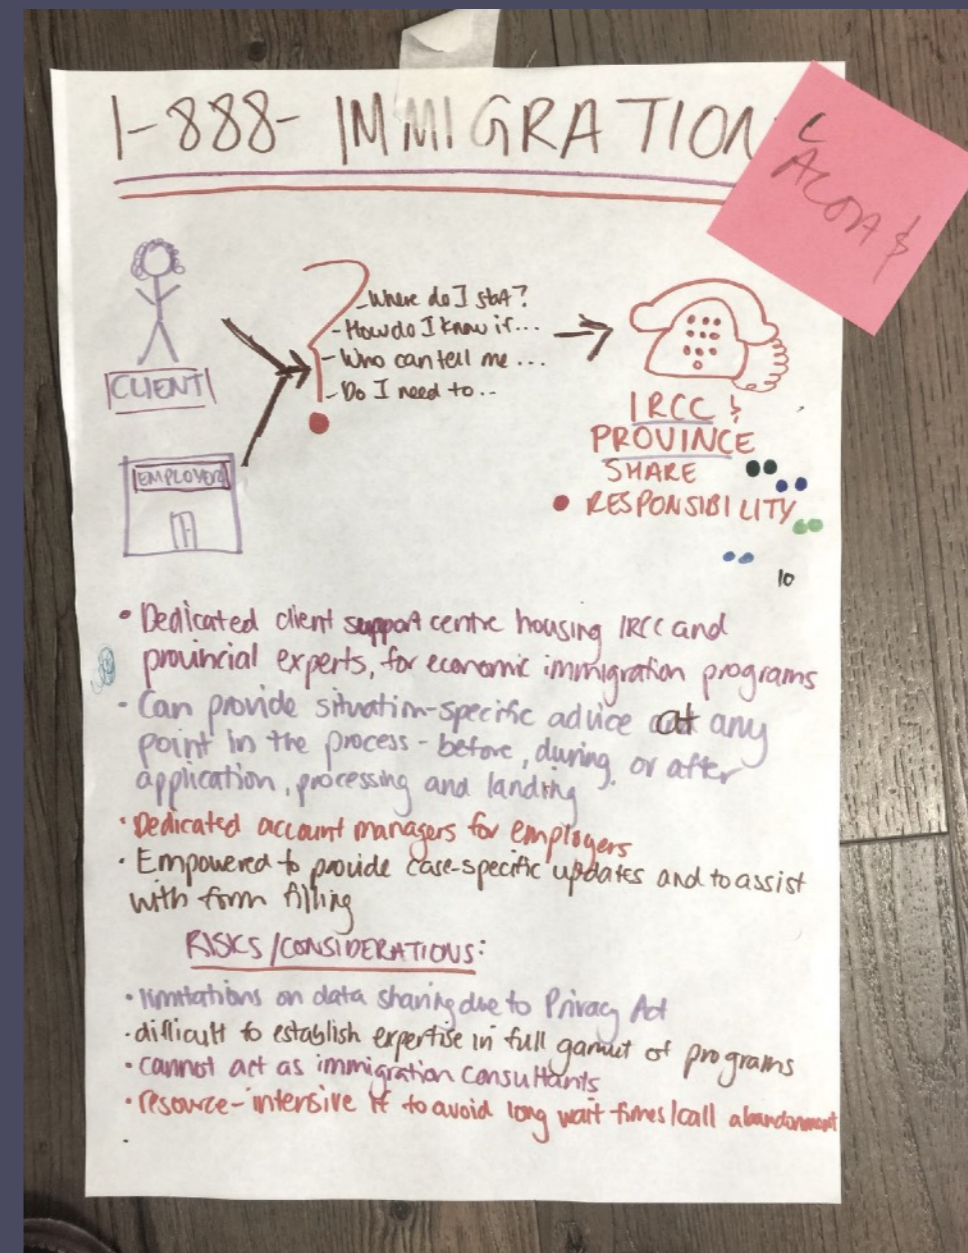 1-888-IMMIGRATION
Where do I start?
- How do I know if...
- Who can tell me ...
- Do I need to...
CLIENT
EMPLOYER
IRCC &
PROVINCE
SHARE
RESPONSIBILITY
10
• Dedicated client support centre housing IRCC and
provincial experts, for economic immigration programs
• Can provide situation-specific advice at any
point in the process - before, during, or after
application, processing and landing
• Dedicated account managers for employers
• Empowered to provide case-specific updates and to assist
with form filling
RISKS/CONSIDERATIONS:
• limitations on data sharing due to Privacy Act
• difficult to establish expertise in full gamut of programs
• cannot act as immigration consultants
• resource-intensive if to avoid long wait times/call abandonment